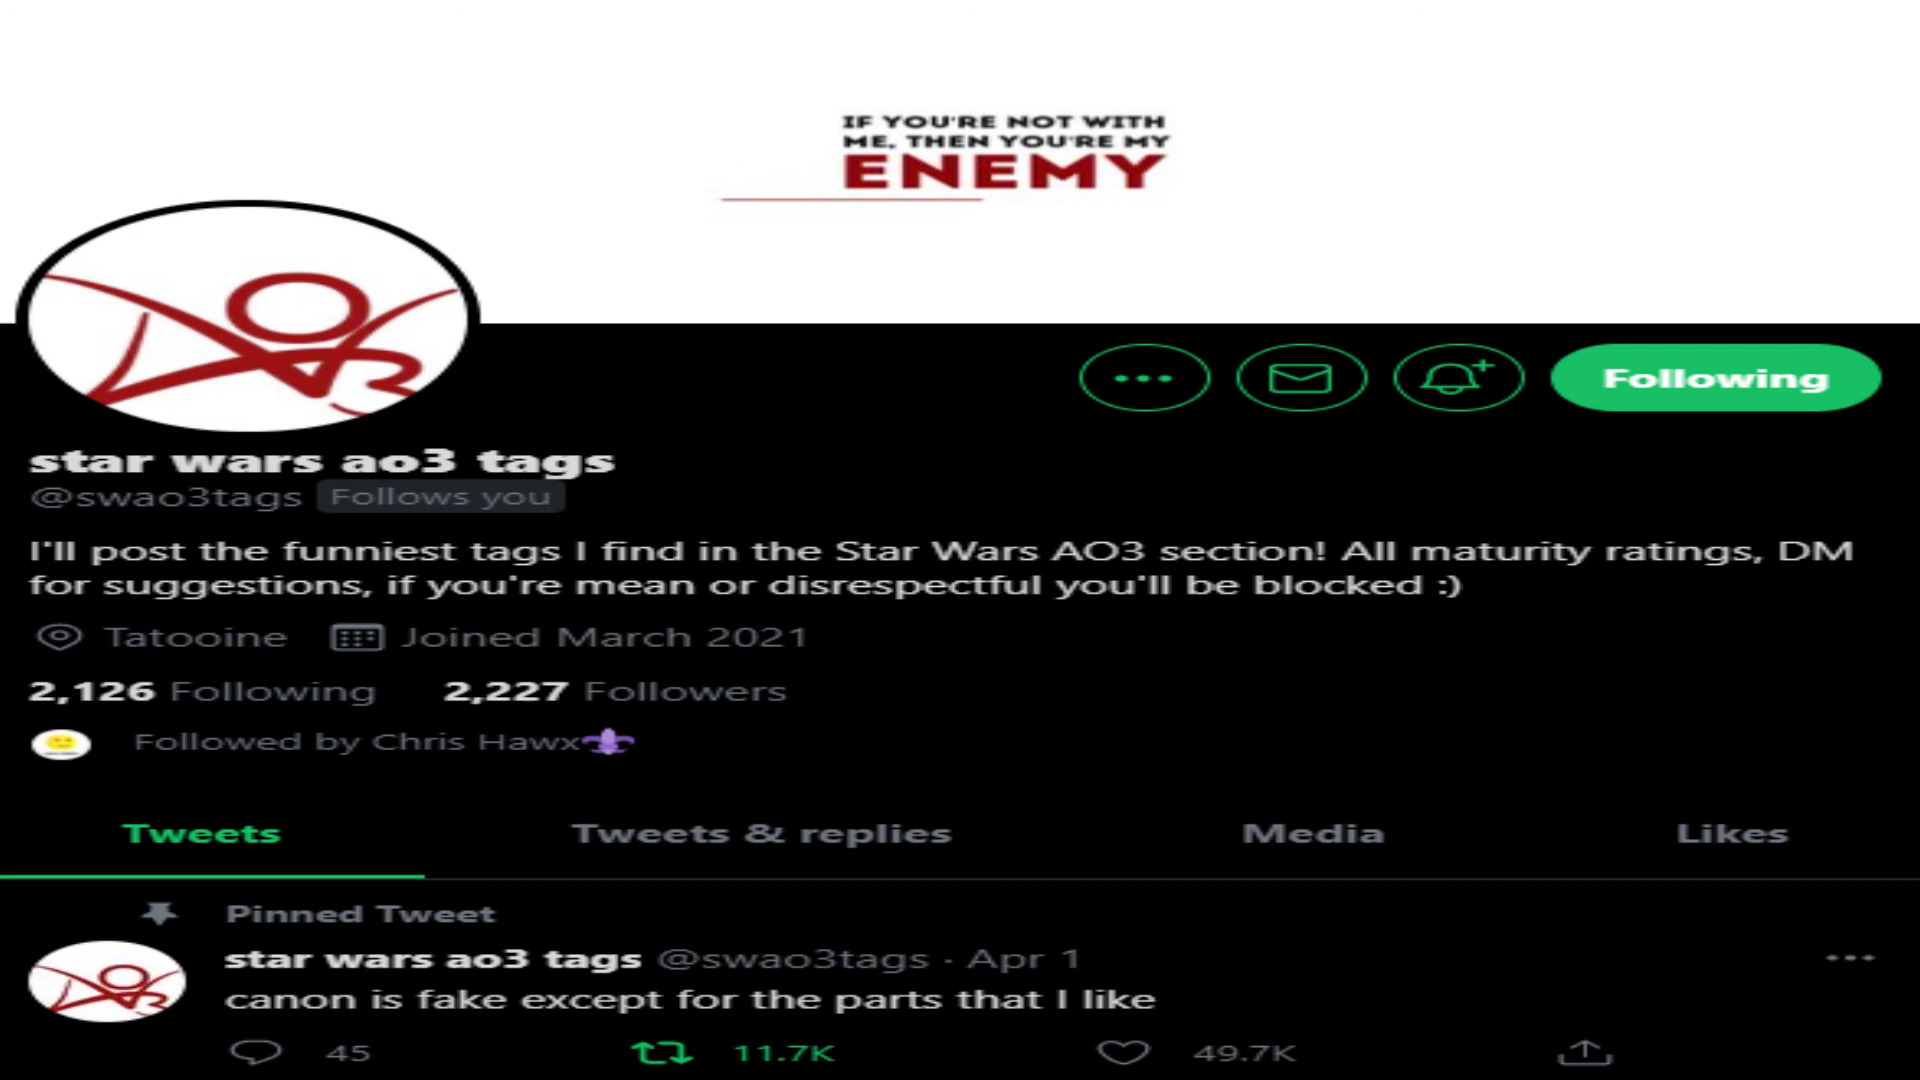 IF YOU'RE NOT WITH
ME, THEN YOU'RE MY
ENEMY
Following
star wars ao3 tags
@swao3tags Follows you
I'll post the funniest tags I find in the Star Wars AO3 section! All maturity ratings, DM
for suggestions, if you're mean or disrespectful you'll be blocked :)
Tatooine Joined March 2021
2,126 Following 2,227 Followers
Followed by Chris Hawx
Tweets Tweets & replies Media Likes
Pinned Tweet
star wars ao3 tags @swao3tags · Apr 1
canon is fake except for the parts that I like
45 11.7K 49.7K